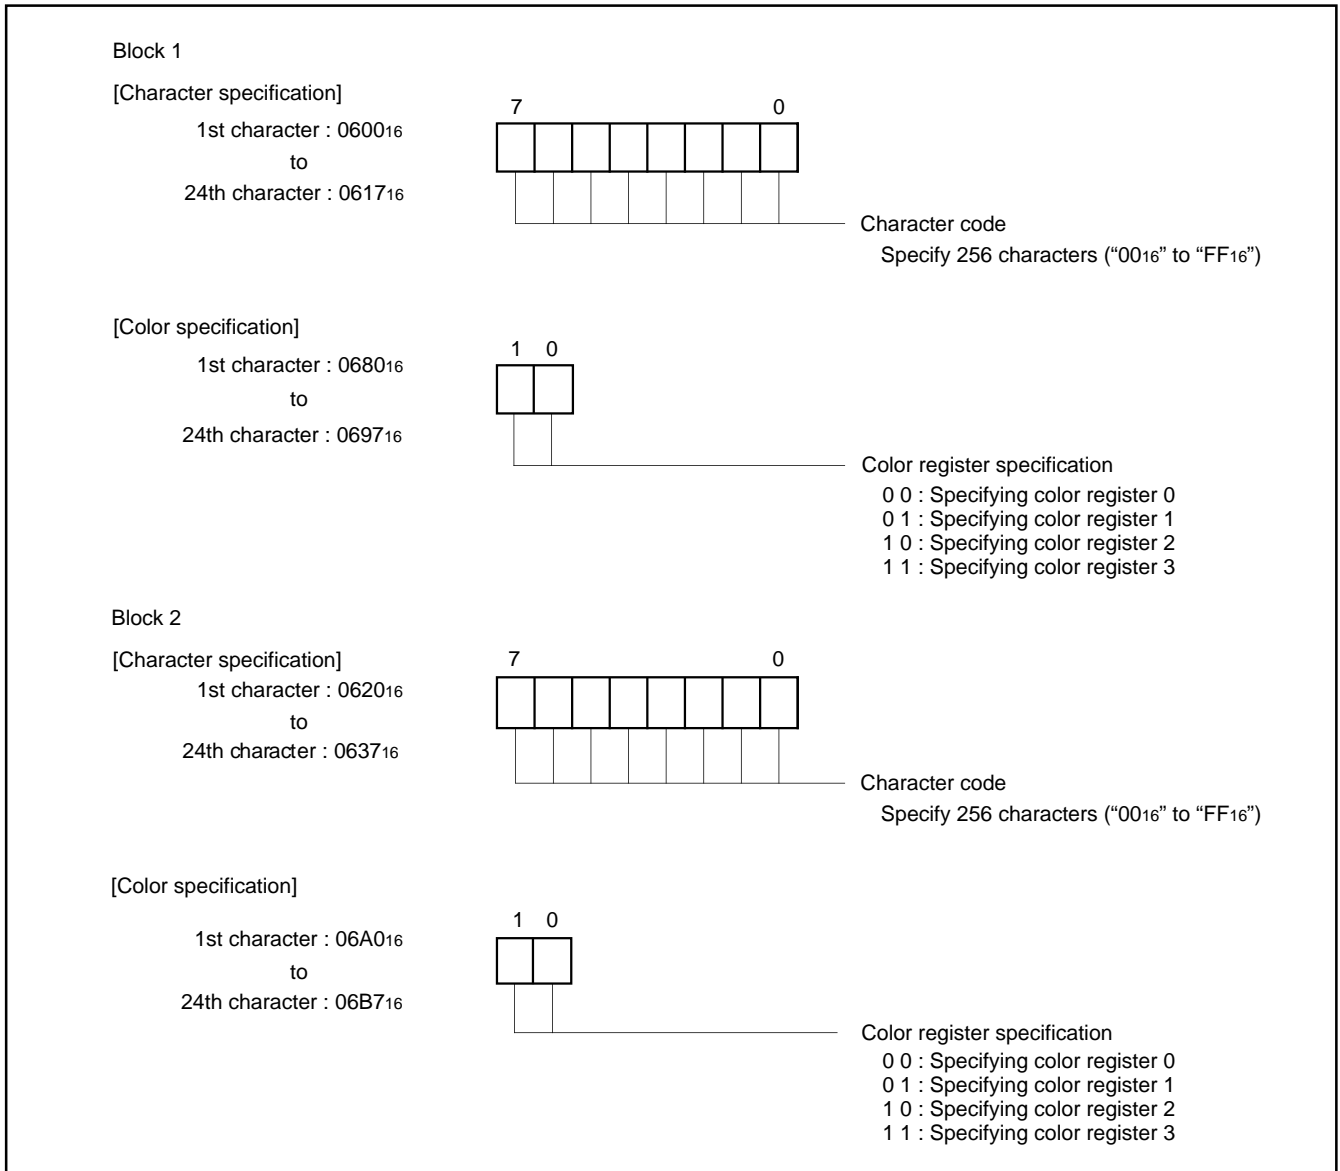 Block 1
[Character specification]
1st character : 0600₁₆
to
24th character : 0617₁₆
7 0
Character code
Specify 256 characters (“00₁₆” to “FF₁₆”)
[Color specification]
1st character : 0680₁₆
to
24th character : 0697₁₆
1 0
Color register specification
0 0 : Specifying color register 0
0 1 : Specifying color register 1
1 0 : Specifying color register 2
1 1 : Specifying color register 3
Block 2
[Character specification]
1st character : 0620₁₆
to
24th character : 0637₁₆
7 0
Character code
Specify 256 characters (“00₁₆” to “FF₁₆”)
[Color specification]
1st character : 06A0₁₆
to
24th character : 06B7₁₆
1 0
Color register specification
0 0 : Specifying color register 0
0 1 : Specifying color register 1
1 0 : Specifying color register 2
1 1 : Specifying color register 3